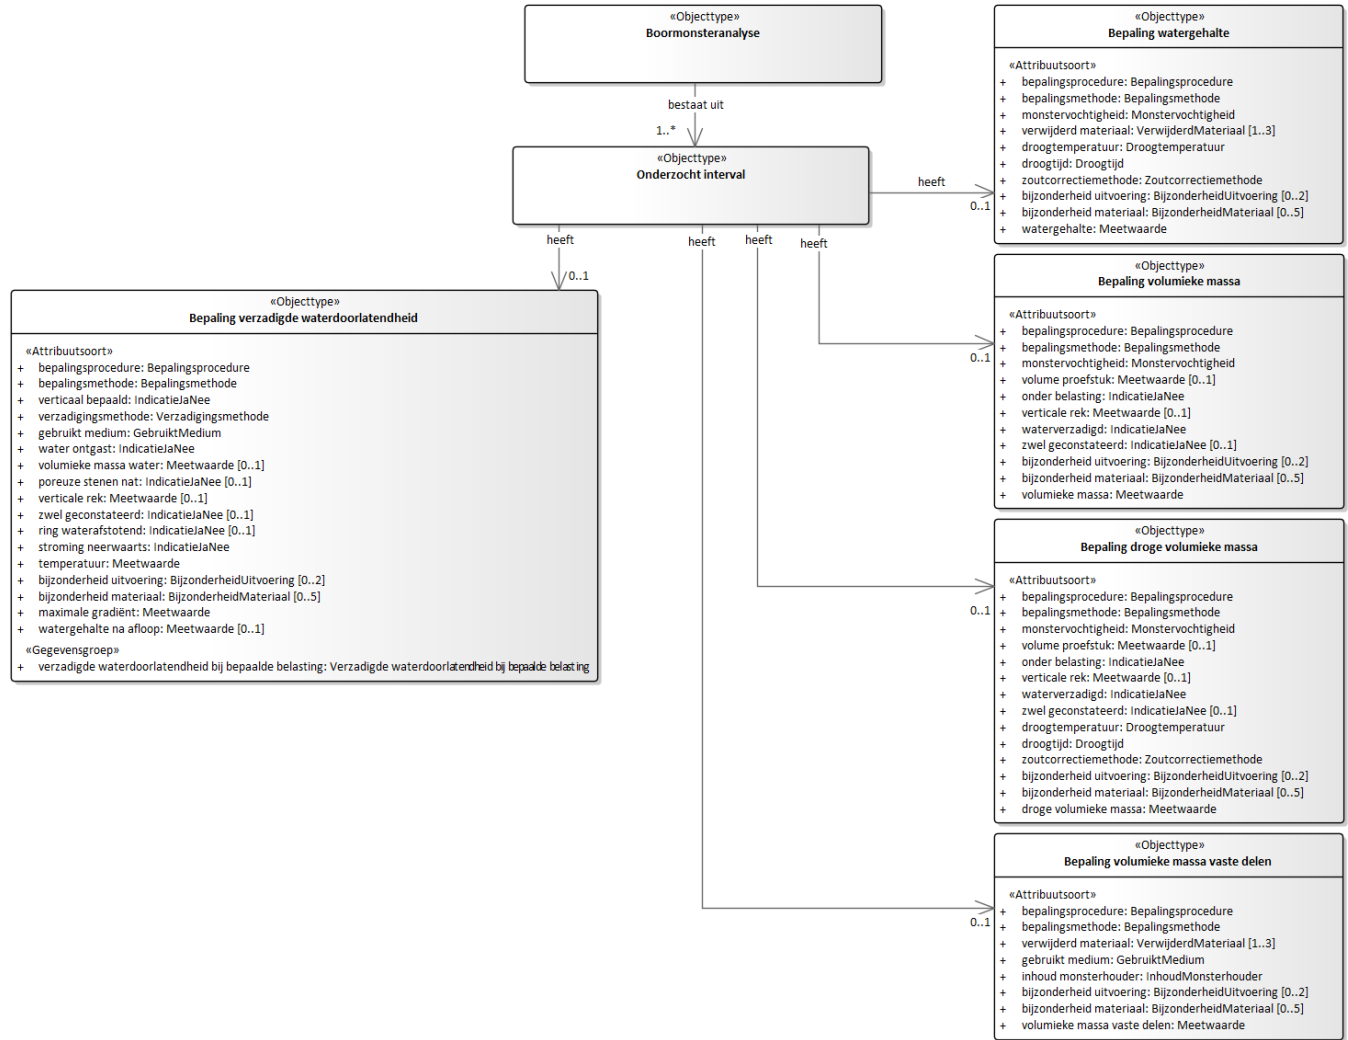 «Objecttype»
Boormonsteranalyse
bestaat uit
1..*
«Objecttype»
Onderzocht interval
heeft
0..1
heeft
0..1
heeft
0..1
heeft
0..1
heeft
0..1
«Objecttype»
Bepaling verzadigde waterdoorlatendheid
«Attribuutsoort»
+ bepalingsprocedure: Bepalingsprocedure
+ bepalingsmethode: Bepalingsmethode
+ verticaal bepaald: IndicatieJaNee
+ verzadigingsmethode: Verzadigingsmethode
+ gebruikt medium: GebruiktMedium
+ water ontgast: IndicatieJaNee
+ volumieke massa water: Meetwaarde [0..1]
+ poreuze stenen nat: IndicatieJaNee [0..1]
+ verticale rek: Meetwaarde [0..1]
+ zwel geconstateerd: IndicatieJaNee [0..1]
+ ring waterafstotend: IndicatieJaNee [0..1]
+ stroming neerwaarts: IndicatieJaNee
+ temperatuur: Meetwaarde
+ bijzonderheid uitvoering: BijzonderheidUitvoering [0..2]
+ bijzonderheid materiaal: BijzonderheidMateriaal [0..5]
+ maximale gradiënt: Meetwaarde
+ watergehalte na afloop: Meetwaarde [0..1]
«Gegevensgroep»
+ verzadigde waterdoorlatendheid bij bepaalde belasting: Verzadigde waterdoorlatendheid bij bepaalde belasting
«Objecttype»
Bepaling watergehalte
«Attribuutsoort»
+ bepalingsprocedure: Bepalingsprocedure
+ bepalingsmethode: Bepalingsmethode
+ monstervochtigheid: Monstervochtigheid
+ verwijderd materiaal: VerwijderdMateriaal [1..3]
+ droogtemperatuur: Droogtemperatuur
+ droogtijd: Droogtijd
+ zoutcorrectiemethode: Zoutcorrectiemethode
+ bijzonderheid uitvoering: BijzonderheidUitvoering [0..2]
+ bijzonderheid materiaal: BijzonderheidMateriaal [0..5]
+ watergehalte: Meetwaarde
«Objecttype»
Bepaling volumieke massa
«Attribuutsoort»
+ bepalingsprocedure: Bepalingsprocedure
+ bepalingsmethode: Bepalingsmethode
+ monstervochtigheid: Monstervochtigheid
+ volume proefstuk: Meetwaarde [0..1]
+ onder belasting: IndicatieJaNee
+ verticale rek: Meetwaarde [0..1]
+ waterverzadigd: IndicatieJaNee
+ zwel geconstateerd: IndicatieJaNee [0..1]
+ bijzonderheid uitvoering: BijzonderheidUitvoering [0..2]
+ bijzonderheid materiaal: BijzonderheidMateriaal [0..5]
+ volumieke massa: Meetwaarde
«Objecttype»
Bepaling droge volumieke massa
«Attribuutsoort»
+ bepalingsprocedure: Bepalingsprocedure
+ bepalingsmethode: Bepalingsmethode
+ monstervochtigheid: Monstervochtigheid
+ volume proefstuk: Meetwaarde [0..1]
+ onder belasting: IndicatieJaNee
+ verticale rek: Meetwaarde [0..1]
+ waterverzadigd: IndicatieJaNee
+ zwel geconstateerd: IndicatieJaNee [0..1]
+ droogtemperatuur: Droogtemperatuur
+ droogtijd: Droogtijd
+ zoutcorrectiemethode: Zoutcorrectiemethode
+ bijzonderheid uitvoering: BijzonderheidUitvoering [0..2]
+ bijzonderheid materiaal: BijzonderheidMateriaal [0..5]
+ droge volumieke massa: Meetwaarde
«Objecttype»
Bepaling volumieke massa vaste delen
«Attribuutsoort»
+ bepalingsprocedure: Bepalingsprocedure
+ bepalingsmethode: Bepalingsmethode
+ verwijderd materiaal: VerwijderdMateriaal [1..3]
+ gebruikt medium: GebruiktMedium
+ inhoud monsterhouder: InhoudMonsterhouder
+ bijzonderheid uitvoering: BijzonderheidUitvoering [0..2]
+ bijzonderheid materiaal: BijzonderheidMateriaal [0..5]
+ volumieke massa vaste delen: Meetwaarde